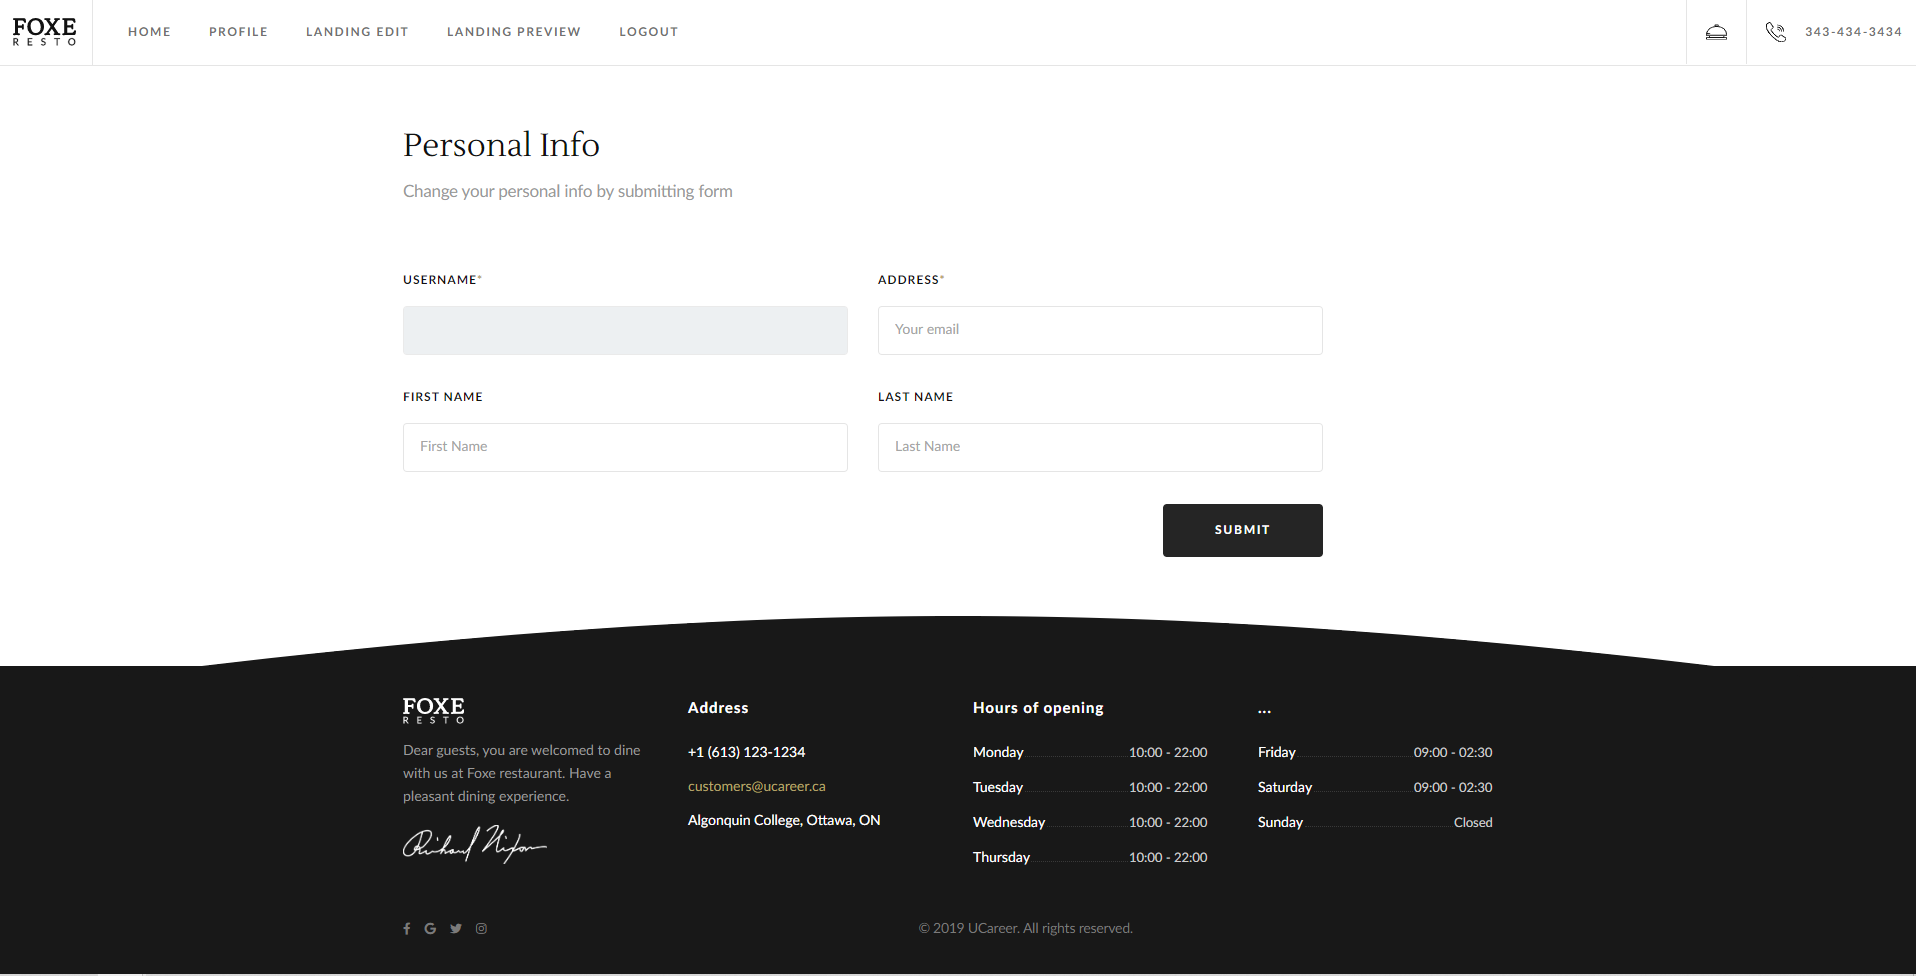 FOXE
RESTO
HOME
PROFILE
LANDING EDIT
LANDING PREVIEW
LOGOUT
343-434-3434
Personal Info
Change your personal info by submitting form
USERNAME*
ADDRESS*
Your email
FIRST NAME
LAST NAME
First Name
Last Name
SUBMIT
FOXE
RESTO
Dear guests, you are welcomed to dine
with us at Foxe restaurant. Have a
pleasant dining experience.
Richard Nixon
Address
+1 (613) 123-1234
customers@ucareer.ca
Algonquin College, Ottawa, ON
Hours of opening
Monday 10:00 - 22:00
Tuesday 10:00 - 22:00
Wednesday 10:00 - 22:00
Thursday 10:00 - 22:00
...
Friday 09:00 - 02:30
Saturday 09:00 - 02:30
Sunday Closed
© 2019 UCareer. All rights reserved.